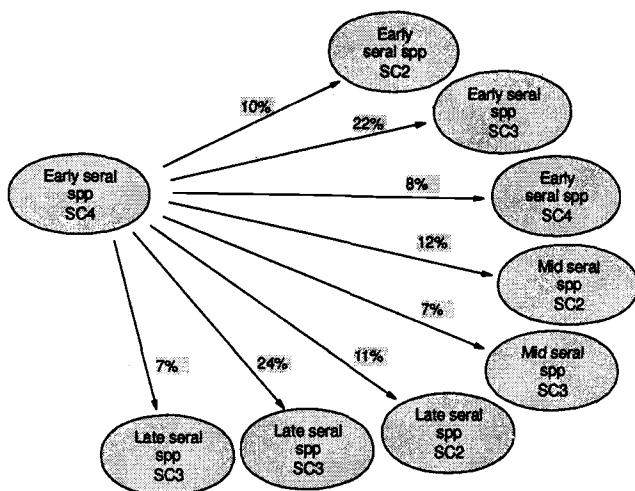 Early
seral spp
SC2
10%
Early seral
spp
SC3
22%
Early seral
spp
SC4
8%
Early
seral spp
SC4
12%
Mid seral
spp
SC2
7%
Mid seral
spp
SC3
7%
24%
11%
Late seral
spp
SC3
Late seral
spp
SC3
Late seral
spp
SC2